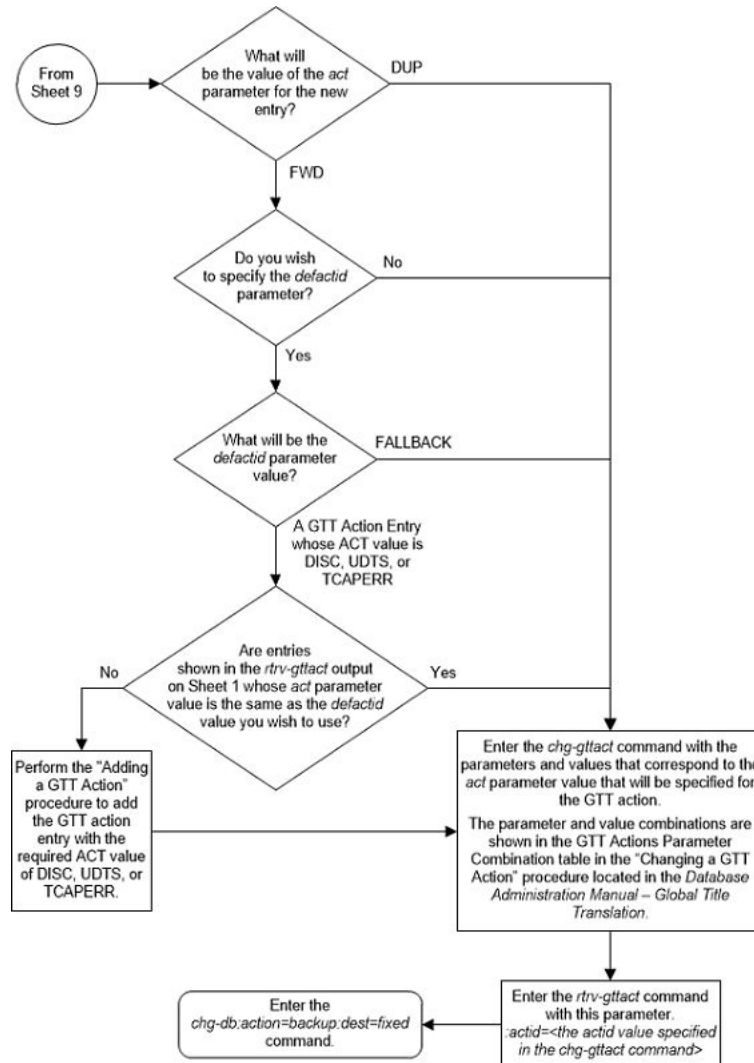 From
Sheet 9
What will
be the value of the act
parameter for the new
entry?
DUP
FWD
Do you wish
to specify the defactid
parameter?
No
Yes
What will be the
defactid parameter
value?
FALLBACK
A GTT Action Entry
whose ACT value is
DISC, UDTS, or
TCAPERR
Are entries
shown in the rtrv-gttact output
on Sheet 1 whose act parameter
value is the same as the defactid
value you wish to use?
No
Yes
Perform the "Adding
a GTT Action"
procedure to add
the GTT action
entry with the
required ACT value
of DISC, UDTS, or
TCAPERR.
Enter the chg-gttact command with the
parameters and values that correspond to the
act parameter value that will be specified for
the GTT action.
The parameter and value combinations are
shown in the GTT Actions Parameter
Combination table in the "Changing a GTT
Action" procedure located in the Database
Administration Manual – Global Title
Translation.
Enter the rtrv-gttact command
with this parameter.
:actid=<the actid value specified
in the chg-gttact command>
Enter the
chg-db:action=backup:dest=fixed
command.